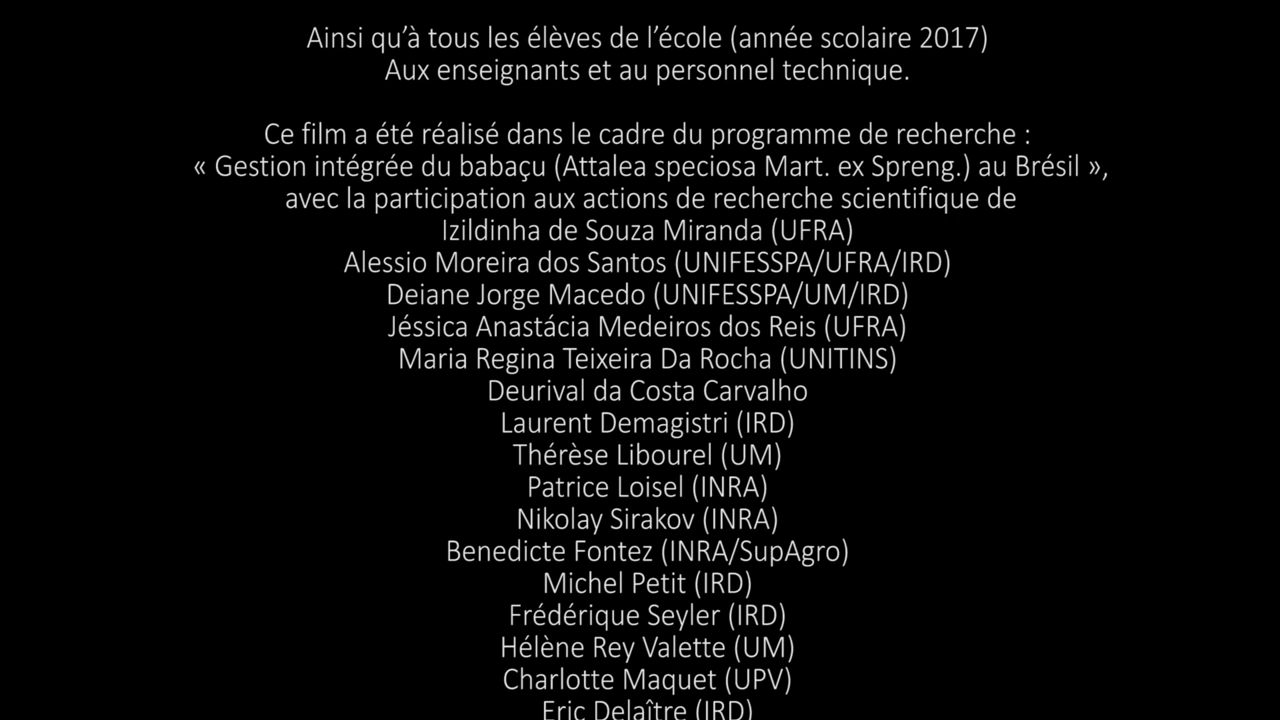 Ainsi qu’à tous les élèves de l’école (année scolaire 2017)
Aux enseignants et au personnel technique.
Ce film a été réalisé dans le cadre du programme de recherche :
« Gestion intégrée du babaçu (Attalea speciosa Mart. ex Spreng.) au Brésil »,
avec la participation aux actions de recherche scientifique de
Izildinha de Souza Miranda (UFRA)
Alessio Moreira dos Santos (UNIFESSPA/UFRA/IRD)
Deiane Jorge Macedo (UNIFESSPA/UM/IRD)
Jéssica Anastácia Medeiros dos Reis (UFRA)
Maria Regina Teixeira Da Rocha (UNITINS)
Deurival da Costa Carvalho
Laurent Demagistri (IRD)
Thérèse Libourel (UM)
Patrice Loisel (INRA)
Nikolay Sirakov (INRA)
Benedicte Fontez (INRA/SupAgro)
Michel Petit (IRD)
Frédérique Seyler (IRD)
Hélène Rey Valette (UM)
Charlotte Maquet (UPV)
Eric Delaître (IRD)